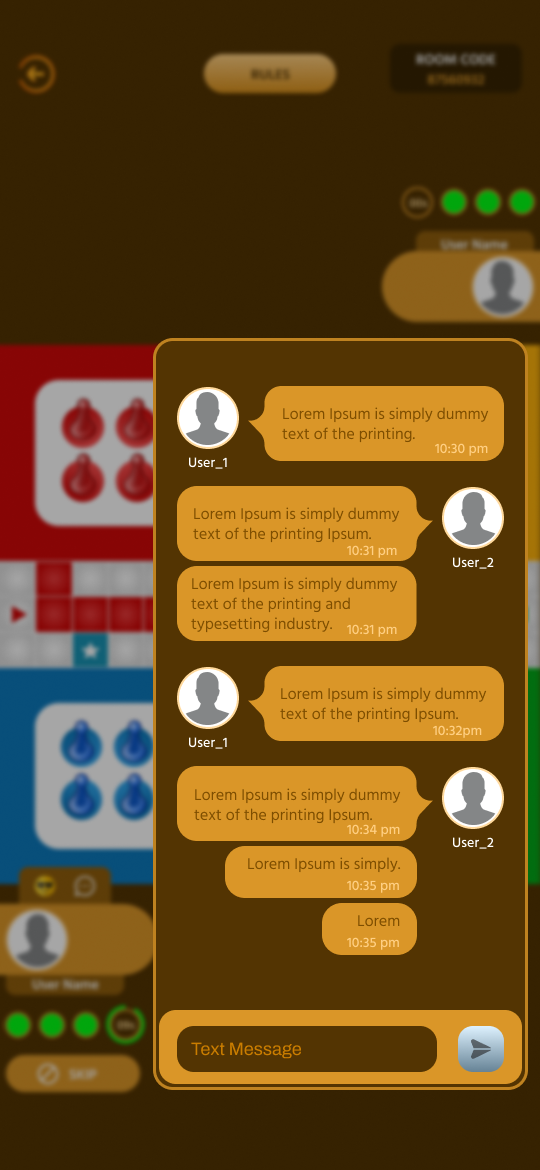 RULES
ROOM CODE
User Name
Lorem Ipsum is simply dummy
text of the printing.
10:30 pm
User_1
Lorem Ipsum is simply dummy
text of the printing Ipsum.
10:31 pm
User_2
Lorem Ipsum is simply dummy
text of the printing and
typesetting industry.
10:31 pm
Lorem Ipsum is simply dummy
text of the printing Ipsum.
10:32pm
User_1
Lorem Ipsum is simply dummy
text of the printing Ipsum.
10:34 pm
User_2
Lorem Ipsum is simply.
10:35 pm
Lorem
10:35 pm
User Name
SKIP
Text Message